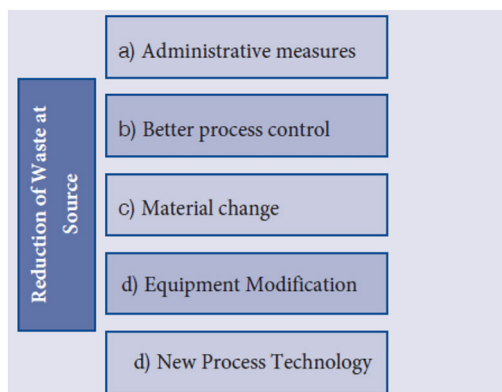 Reduction of Waste at
Source
a) Administrative measures
b) Better process control
c) Material change
d) Equipment Modification
d) New Process Technology